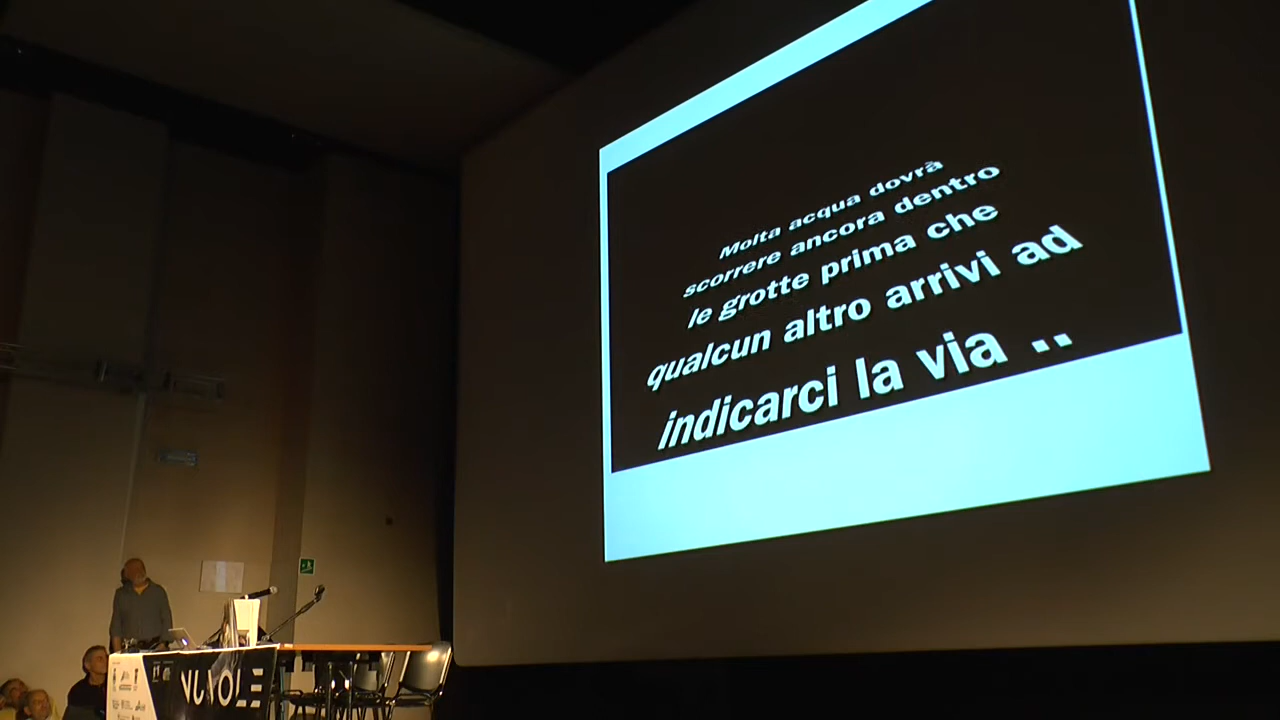 Molta acqua dovrà
scorrere ancora dentro
le grotte prima che
qualcun altro arrivi ad
indicarci la via ..
NUVOLE